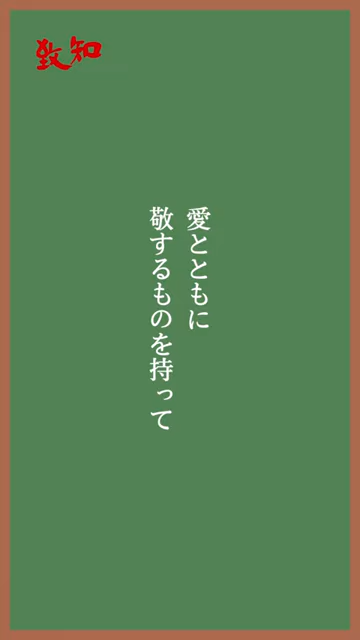 致知
愛とともに
敬するものを持って